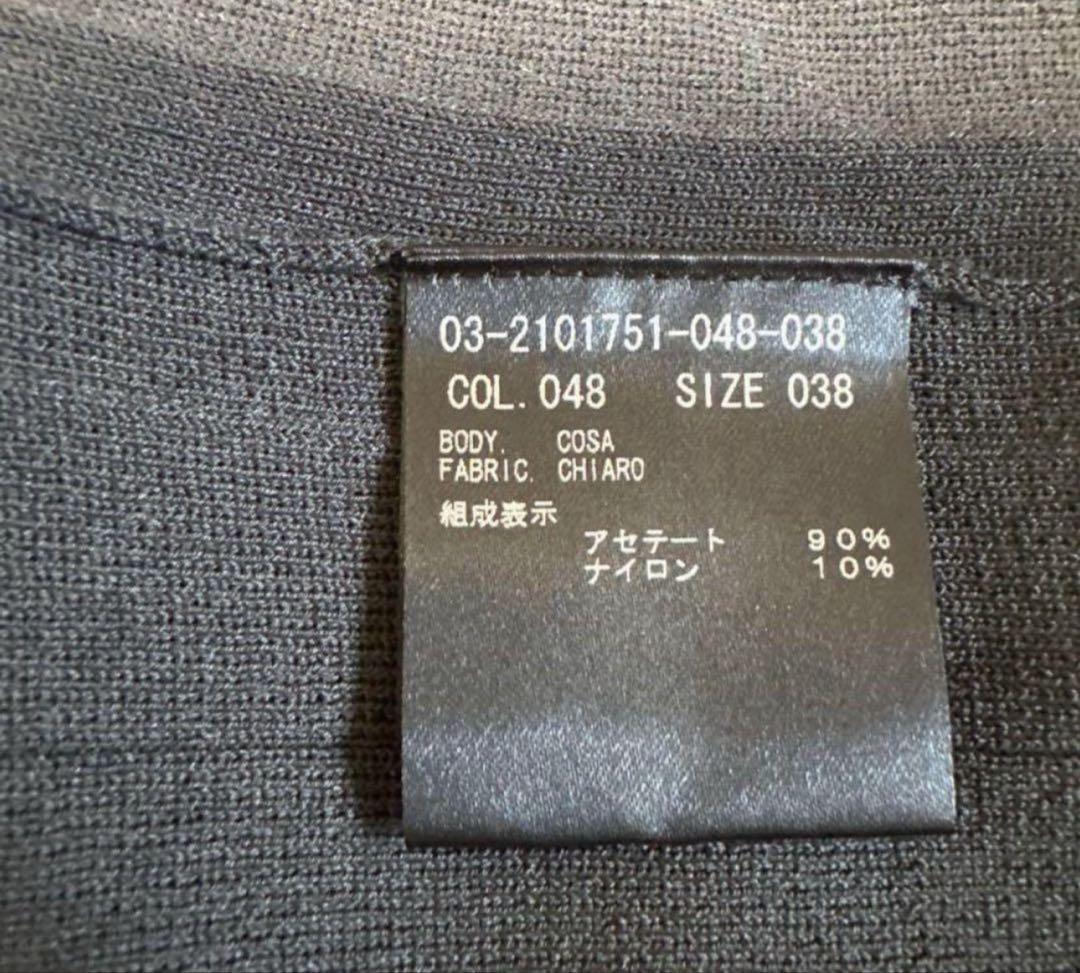 03-2101751-048-038
COL. 048 SIZE 038
BODY. COSA
FABRIC. CHIARO
組成表示
アセテート ９０％
ナイロン １０％